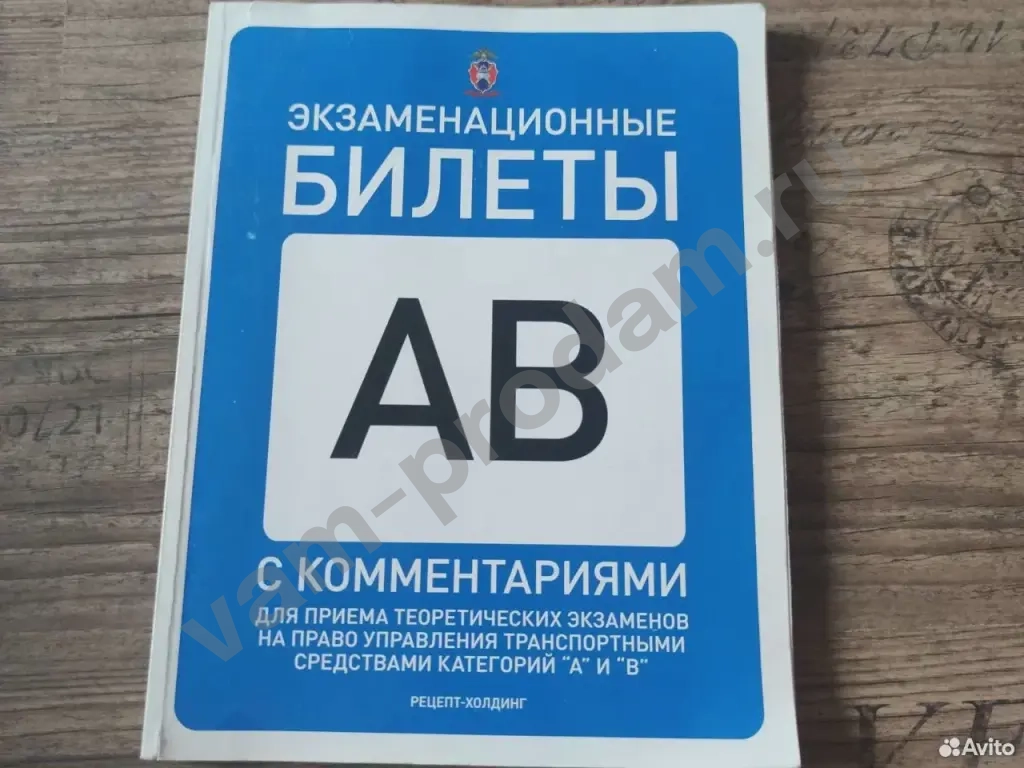 ЭКЗАМЕНАЦИОННЫЕ
БИЛЕТЫ
АВ
С КОММЕНТАРИЯМИ
ДЛЯ ПРИЕМА ТЕОРЕТИЧЕСКИХ ЭКЗАМЕНОВ
НА ПРАВО УПРАВЛЕНИЯ ТРАНСПОРТНЫМИ
СРЕДСТВАМИ КАТЕГОРИЙ “А” И “В”
РЕЦЕПТ-ХОЛДИНГ
vam-prodam.ru
Avito